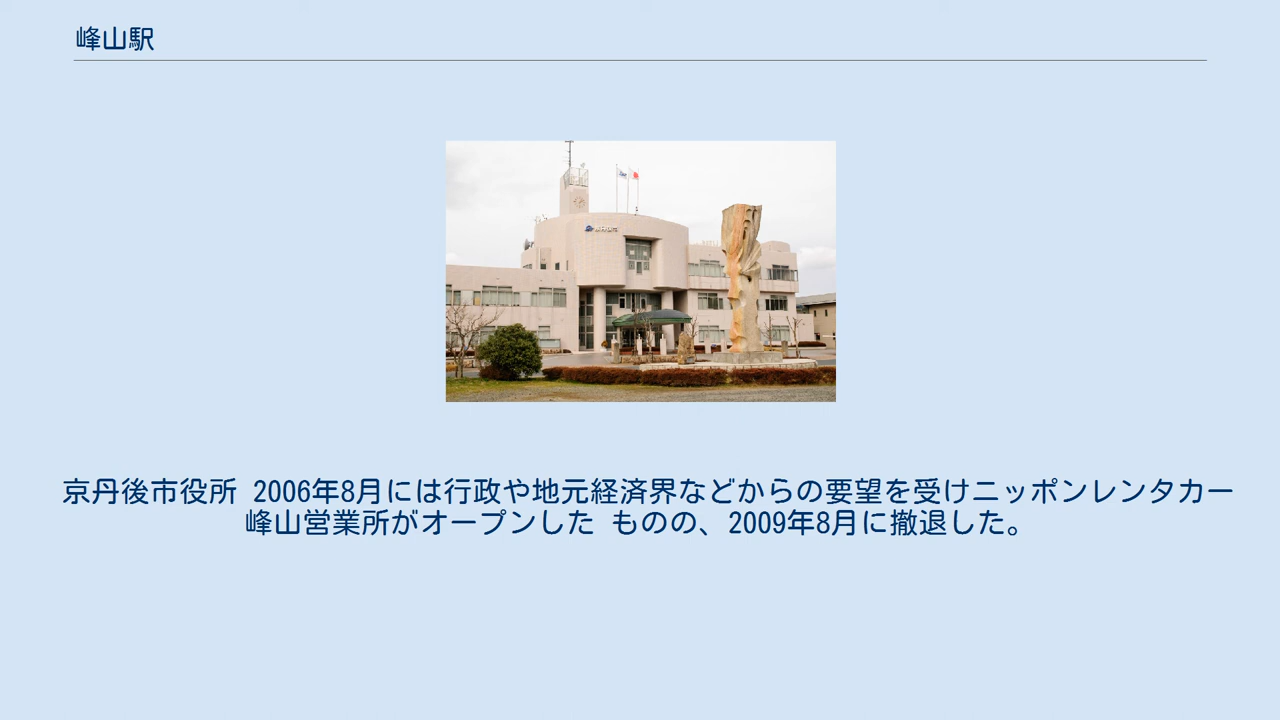 峰山駅
京丹後市役所 2006年8月には行政や地元経済界などからの要望を受けニッポンレンタカー
峰山営業所がオープンした ものの、2009年8月に撤退した。